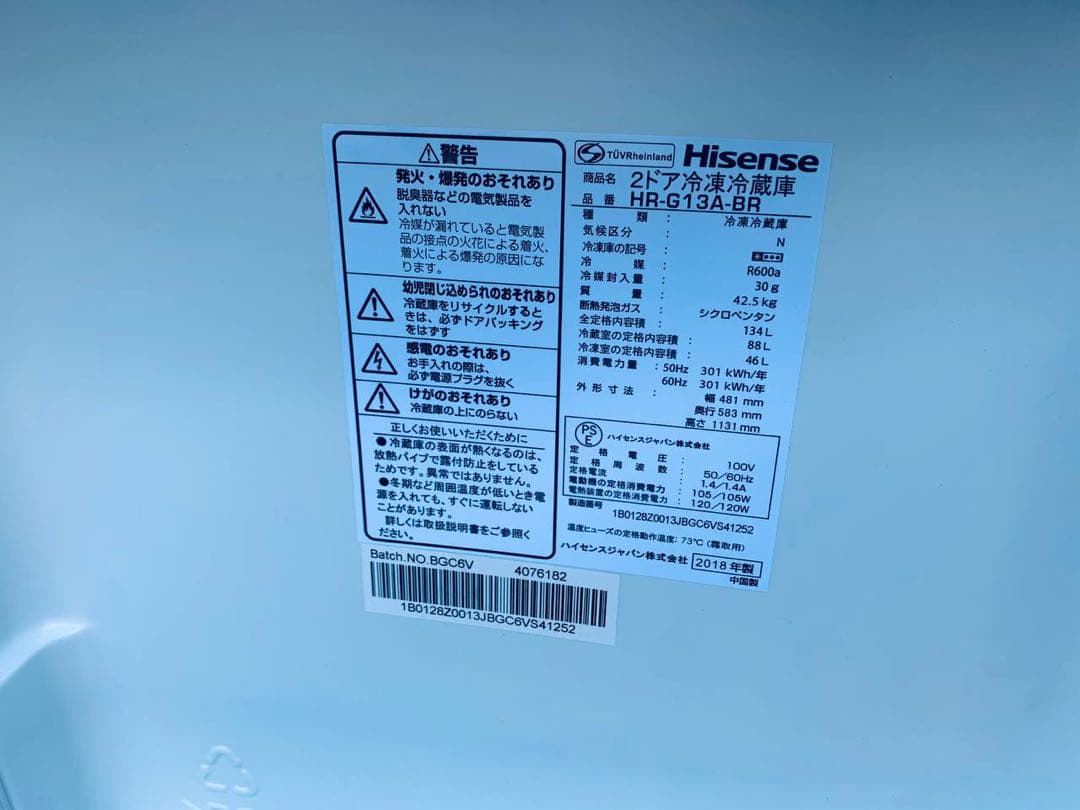 ⚠警告
発火・爆発のおそれあり
脱臭器などの電気製品を
入れない
冷媒が漏れていると電気製
品の接点の火花による着火、
着火による爆発の原因にな
ります。
幼児閉じ込められのおそれあり
冷蔵庫をリサイクルすると
きは、必ずドアパッキング
をはずす
感電のおそれあり
お手入れの際は、
必ず電源プラグを抜く
けがのおそれあり
冷蔵庫の上にのらない
正しくお使いいただくために
●冷蔵庫の表面が熱くなるのは、
放熱パイプで露付防止をしている
ためです。異常ではありません。
●冬期など周囲温度が低いとき電
源を入れても、すぐに運転しない
ことがあります。
詳しくは取扱説明書をご参照く
ださい。
TÜVRheinland Hisense
商品名 2ドア冷凍冷蔵庫
品番 HR-G13A-BR
種類 : 冷凍冷蔵庫
気候区分 : N
冷凍庫の記号 :
冷媒 : R600a
冷媒封入量 : 30g
質量 : 42.5kg
断熱発泡ガス : シクロペンタン
全定格内容積 : 134L
冷蔵室の定格内容積 : 88L
冷凍室の定格内容積 : 46L
消費電力量 : 50Hz 301 kWh/年
60Hz 301 kWh/年
外形寸法 : 幅 481 mm
奥行 583 mm
高さ 1131 mm
PSE ハイセンスジャパン株式会社
定格電圧 : 100V
定格周波数 : 50/60Hz
定格電流 : 1.4/1.4A
電動機の定格消費電力 : 105/105W
電熱装置の定格消費電力 : 120/120W
製造番号 1B0128Z0013JBGC6VS41252
温度ヒューズの定格動作温度: 73℃ (霜取用)
ハイセンスジャパン株式会社 2018年製
中国製
Batch.NO.BGC6V 4076182
1B0128Z0013JBGC6VS41252